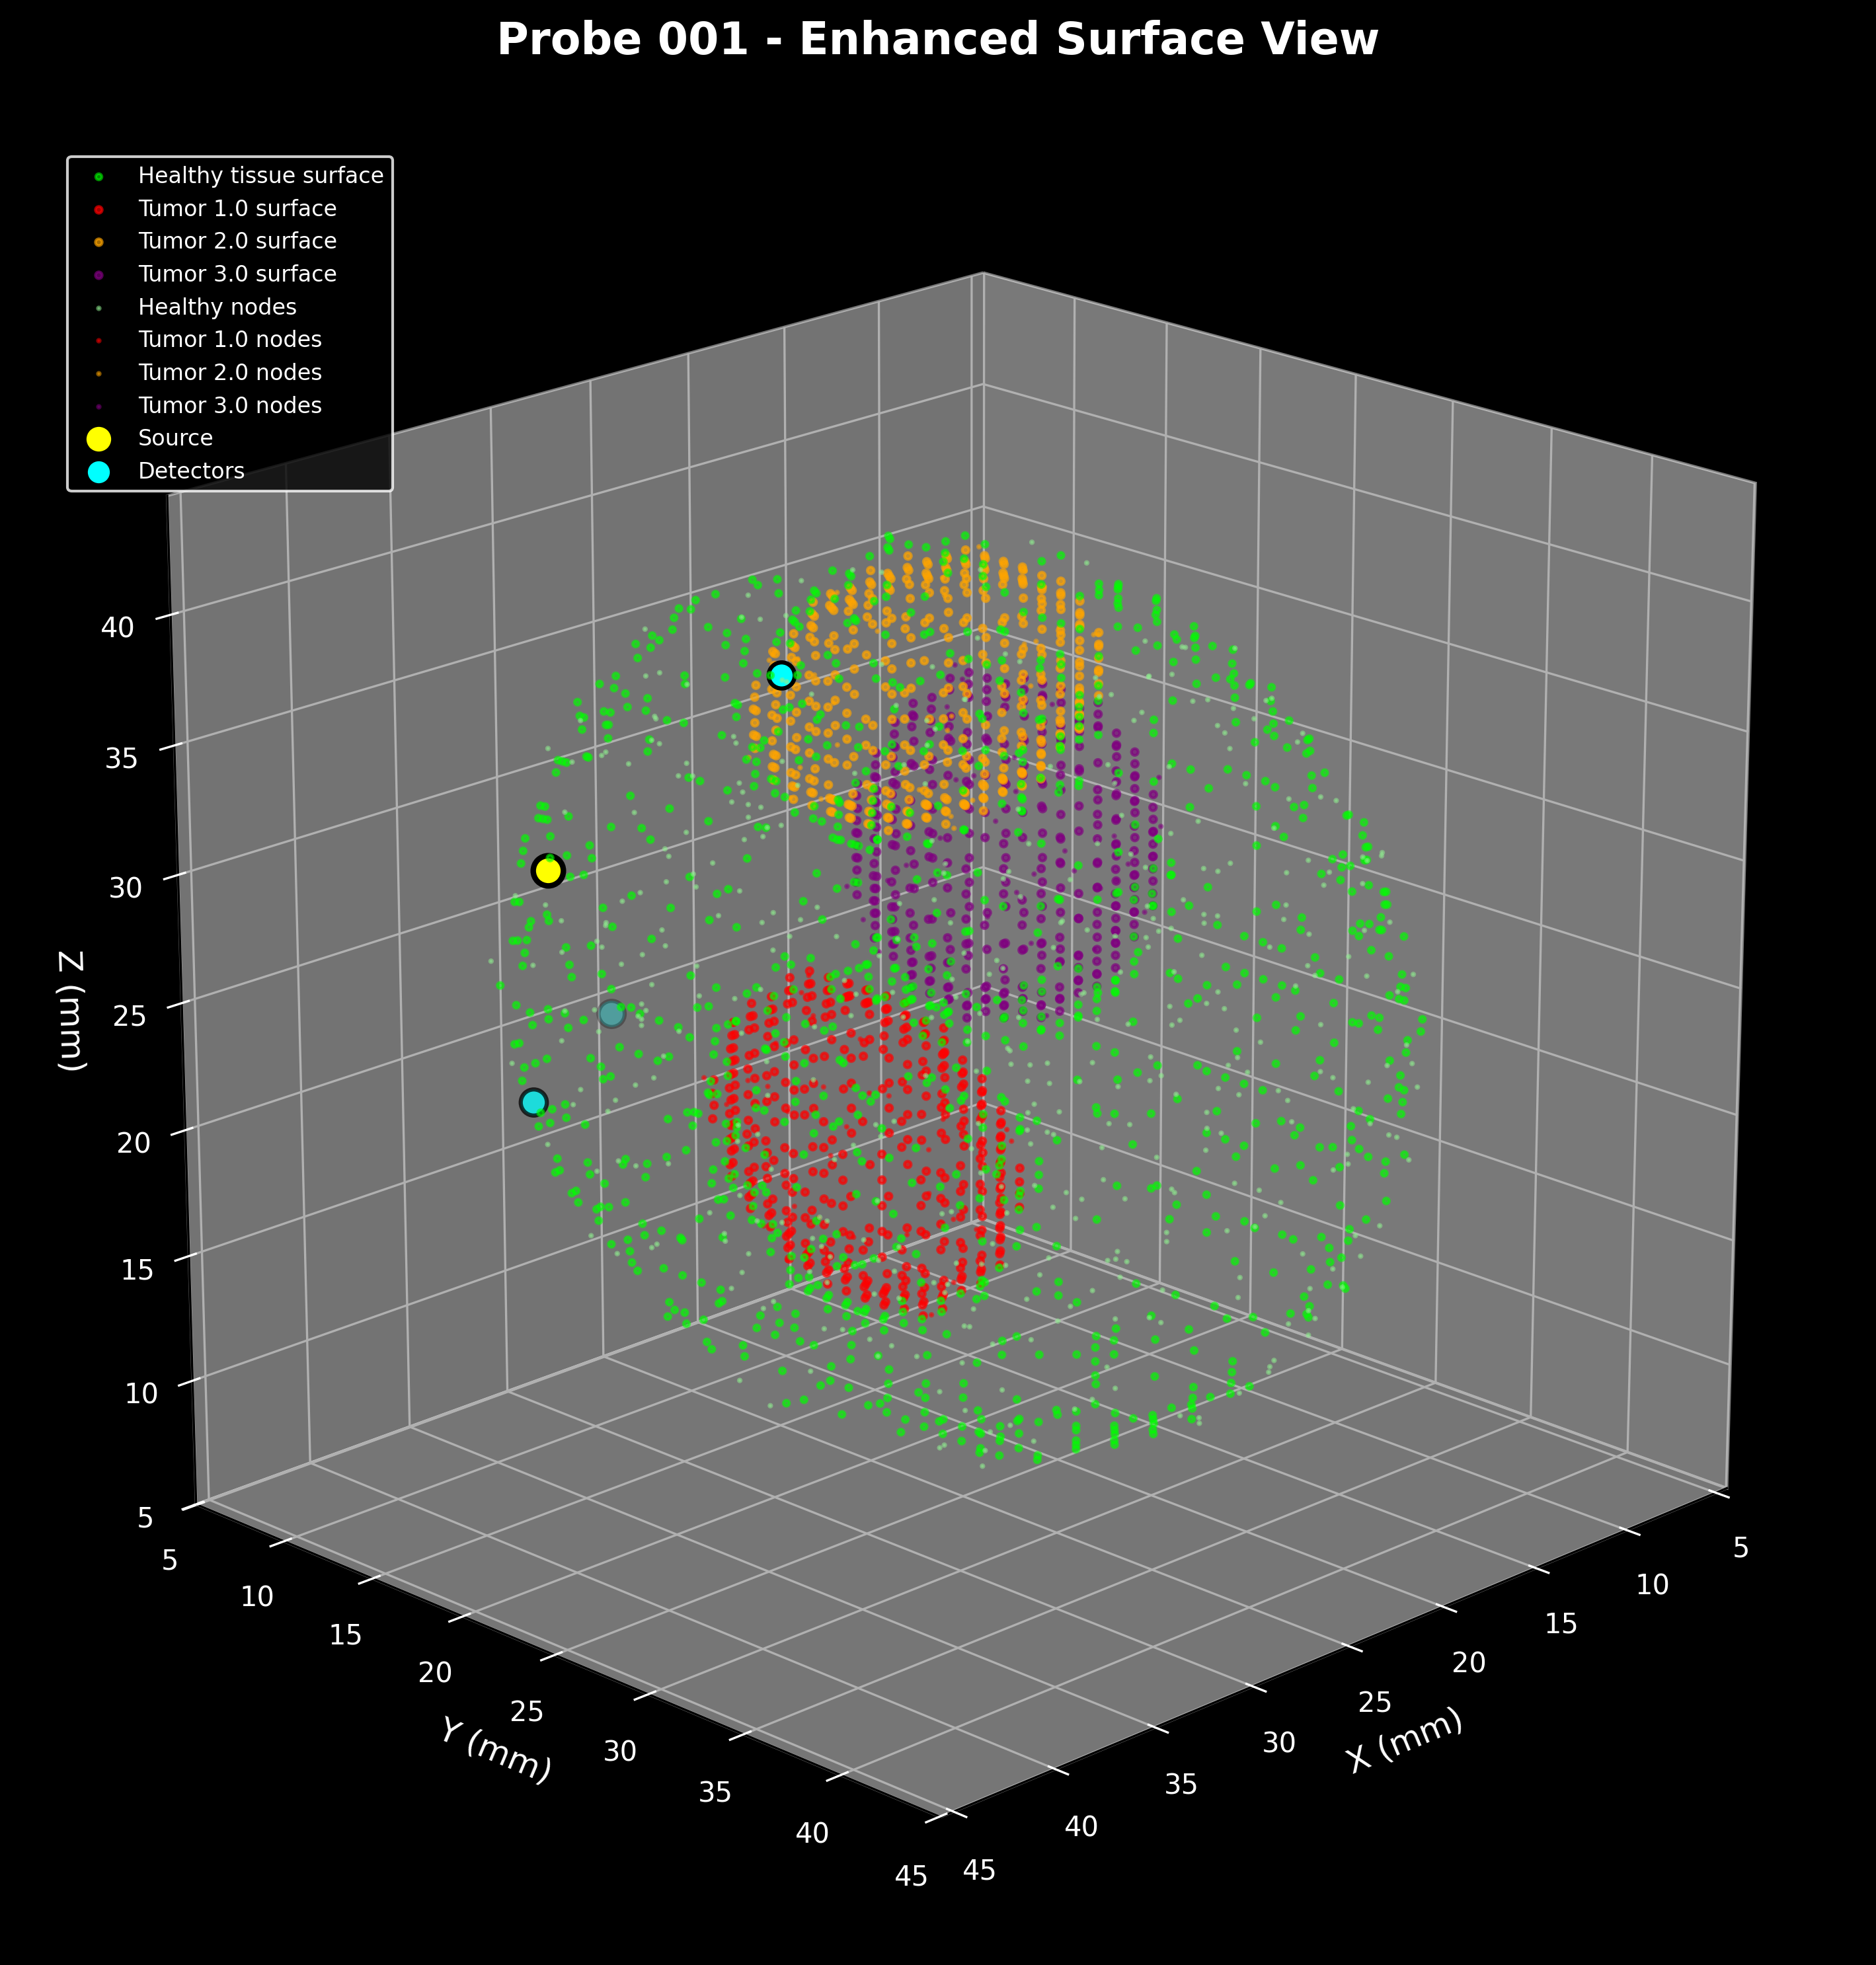 Probe 001 - Enhanced Surface View
Healthy tissue surface
Tumor 1.0 surface
Tumor 2.0 surface
Tumor 3.0 surface
Healthy nodes
Tumor 1.0 nodes
Tumor 2.0 nodes
Tumor 3.0 nodes
Source
Detectors
40
35
30
25
20
15
10
5
Z (mm)
5
10
15
20
25
30
35
40
45
Y (mm)
5
10
15
20
25
30
35
40
45
X (mm)